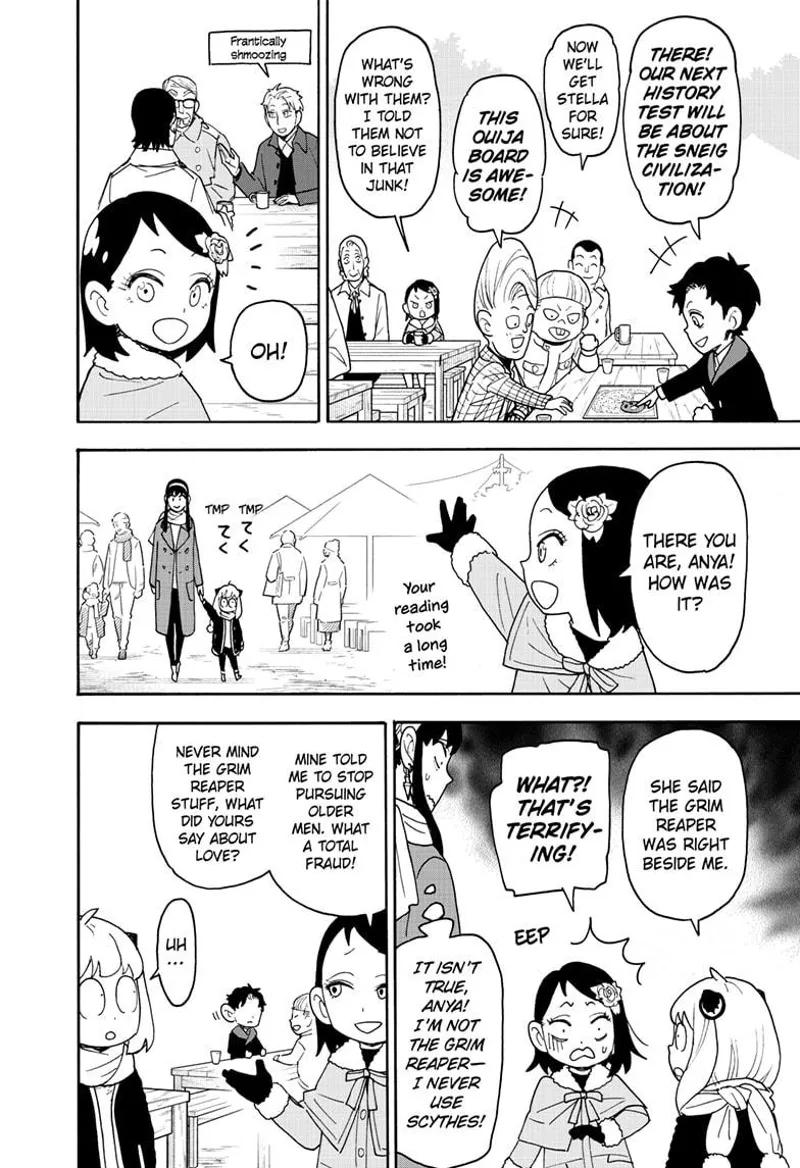 THERE!
OUR NEXT
HISTORY
TEST WILL
BE ABOUT
THE SNEIG
CIVILIZA-
TION!
NOW
WE'LL
GET
STELLA
FOR
SURE!
THIS
OUIJA
BOARD
IS AWE-
SOME!
WHAT'S
WRONG
WITH THEM?
I TOLD
THEM NOT
TO BELIEVE
IN THAT
JUNK!
Frantically
shmoozing
OH!
THERE YOU
ARE, ANYA!
HOW WAS
IT?
Your
reading
took
a long
time!
TMP
TMP
てく
てく
SHE SAID
THE GRIM
REAPER
WAS RIGHT
BESIDE ME.
WHAT?!
THAT'S
TERRIFY-
ING!
EEP
IT ISN'T
TRUE,
ANYA!
I'M NOT
THE GRIM
REAPER—
I NEVER
USE
SCYTHES!
MINE TOLD
ME TO STOP
PURSUING
OLDER
MEN. WHAT
A TOTAL
FRAUD!
NEVER MIND
THE GRIM
REAPER
STUFF, WHAT
DID YOURS
SAY ABOUT
LOVE?
UH
...